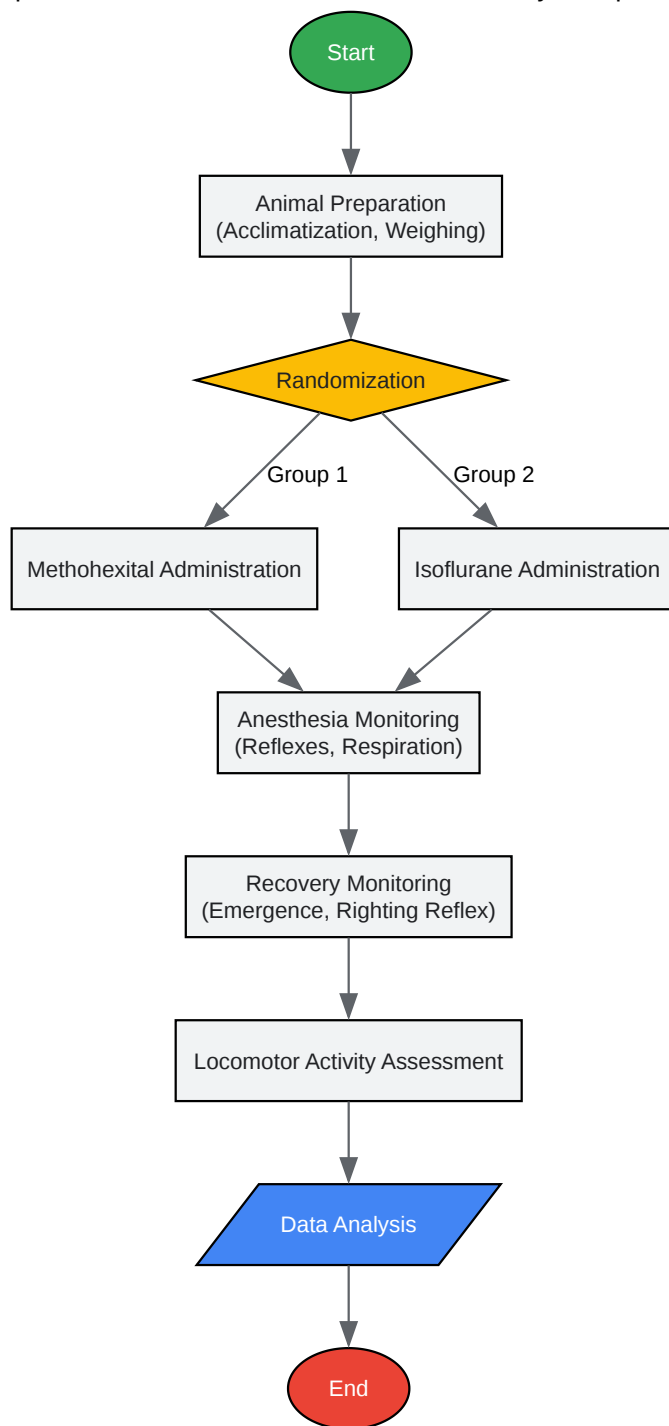 Start
Animal Preparation
(Acclimatization, Weighing)
Randomization
Group 1
Group 2
Methohexital Administration
Isoflurane Administration
Anesthesia Monitoring
(Reflexes, Respiration)
Recovery Monitoring
(Emergence, Righting Reflex)
Locomotor Activity Assessment
Data Analysis
End